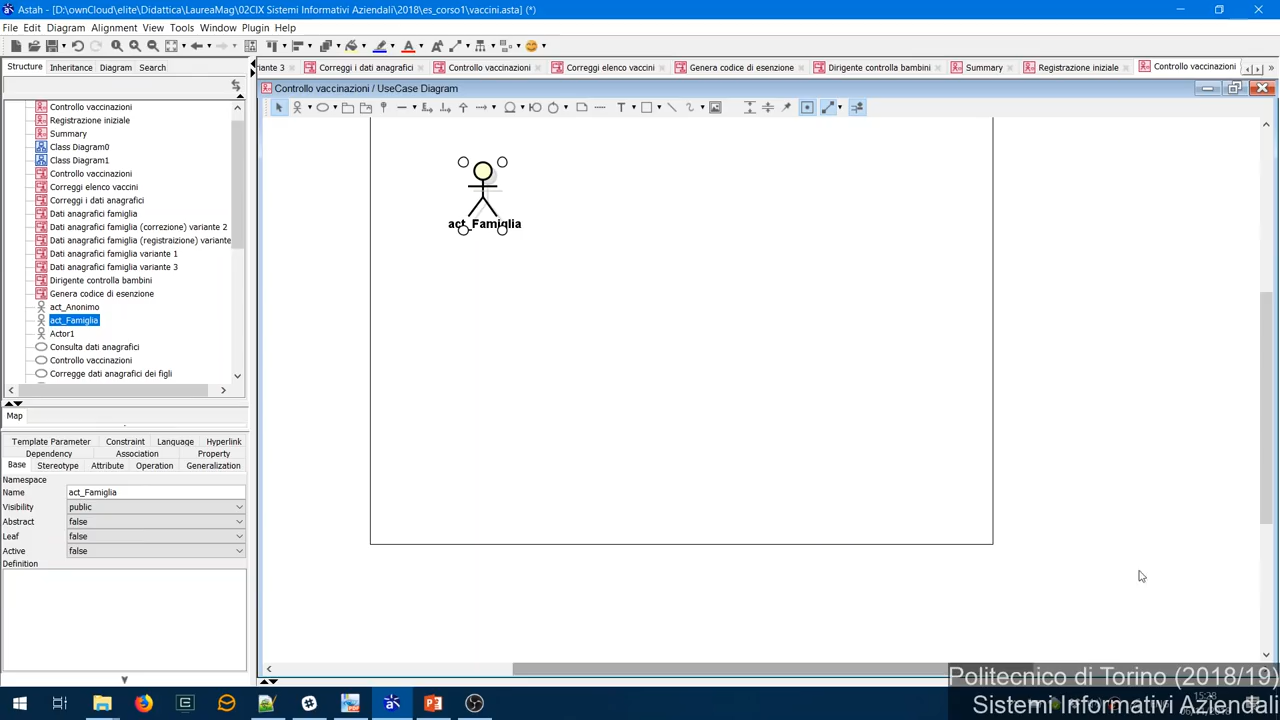 Astah - [D:\ownCloud\elite\Didattica\LaureaMag\02CIX Sistemi Informativi Aziendali\2018\es_corso1\vaccini.asta] (*)
File Edit Diagram Alignment View Tools Window Plugin Help
Structure Inheritance Diagram Search
iante 3 Correggi i dati anagrafici Controllo vaccinazioni Correggi elenco vaccini Genera codice di esenzione Dirigente controlla bambini Summary Registrazione iniziale Controllo vaccinazioni
Controllo vaccinazioni / UseCase Diagram
Controllo vaccinazioni
Registrazione iniziale
Summary
Class Diagram0
Class Diagram1
Controllo vaccinazioni
Correggi elenco vaccini
Correggi i dati anagrafici
Dati anagrafici famiglia
Dati anagrafici famiglia (correzione) variante 2
Dati anagrafici famiglia (registraizione) variante
Dati anagrafici famiglia variante 1
Dati anagrafici famiglia variante 3
Dirigente controlla bambini
Genera codice di esenzione
act_Anonimo
act_Famiglia
Actor1
Consulta dati anagrafici
Controllo vaccinazioni
Corregge dati anagrafici dei figli
act_Famiglia
Map
Template Parameter Constraint Language Hyperlink
Dependency Association Property
Base Stereotype Attribute Operation Generalization
Namespace
Name act_Famiglia
Visibility public
Abstract false
Leaf false
Active false
Definition
Politecnico di Torino (2018/19)
Sistemi Informativi Aziendali
15:28